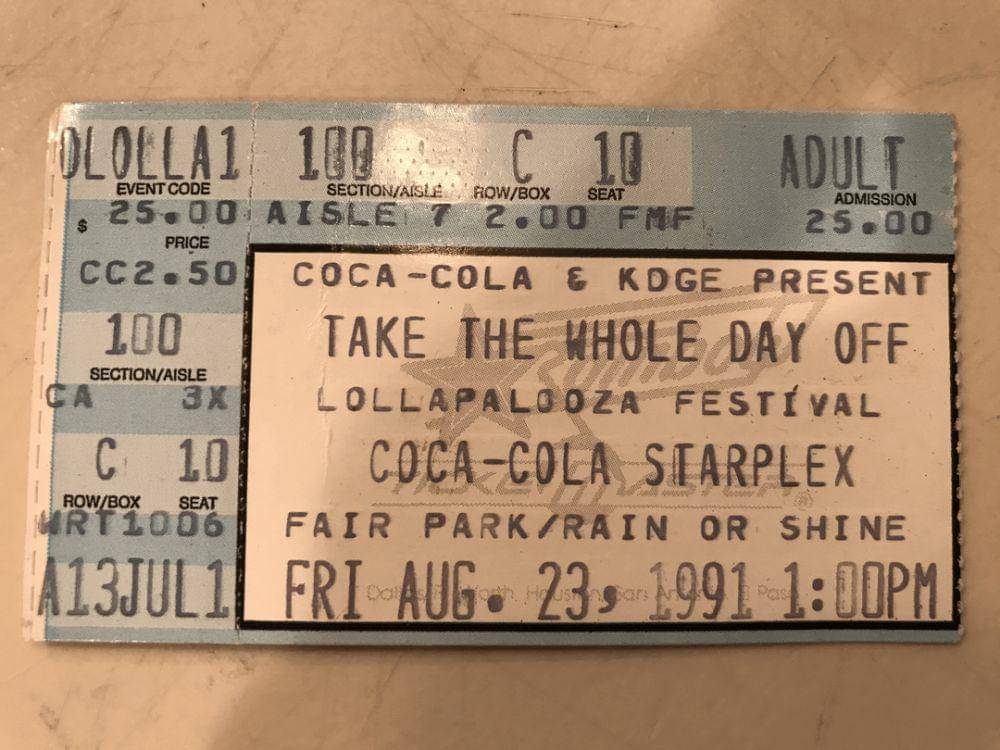 OLOLLA1 100 C 10 ADULT
EVENT CODE SECTION/AISLE ROW/BOX SEAT ADMISSION
$ 25.00 AISLE 7 2.00 FMF 25.00
PRICE
CC2.50 COCA-COLA & KDGE PRESENT
100 TAKE THE WHOLE DAY OFF
SECTION/AISLE
CA 3X LOLLAPALOOZA FESTIVAL
C 10 COCA-COLA STARPLEX
ROW/BOX SEAT
WRT1006 FAIR PARK/RAIN OR SHINE
A13JUL1 FRI AUG. 23, 1991 1:00PM